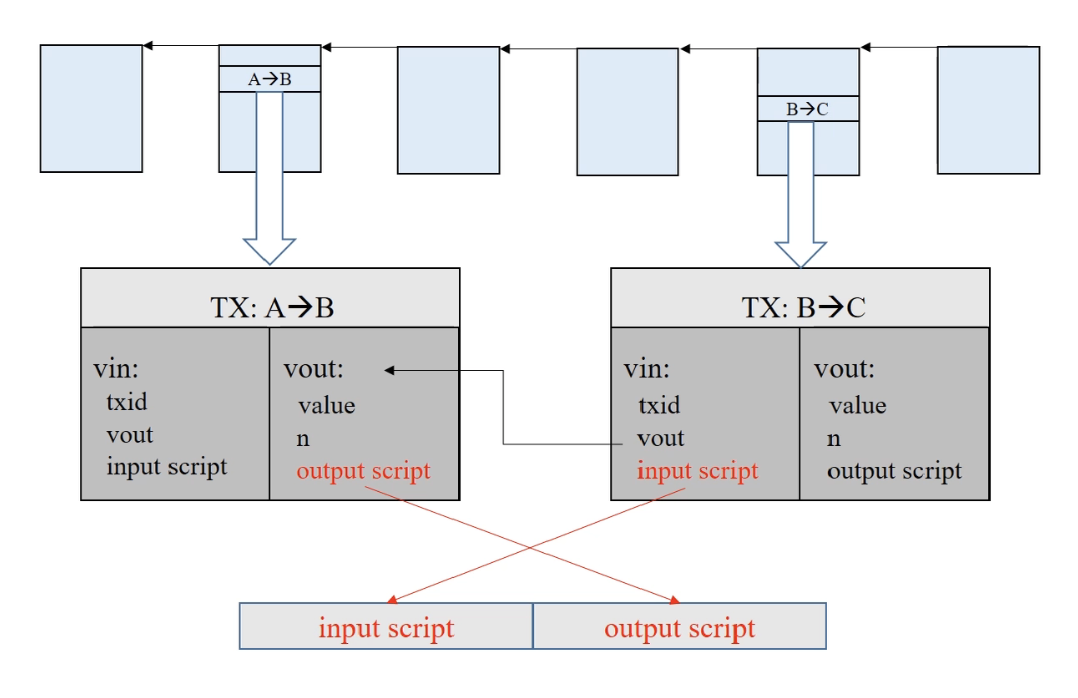 A→B
B→C
TX: A→B
vin:
txid
vout
input script
vout:
value
n
output script
TX: B→C
vin:
txid
vout
input script
vout:
value
n
output script
input script
output script